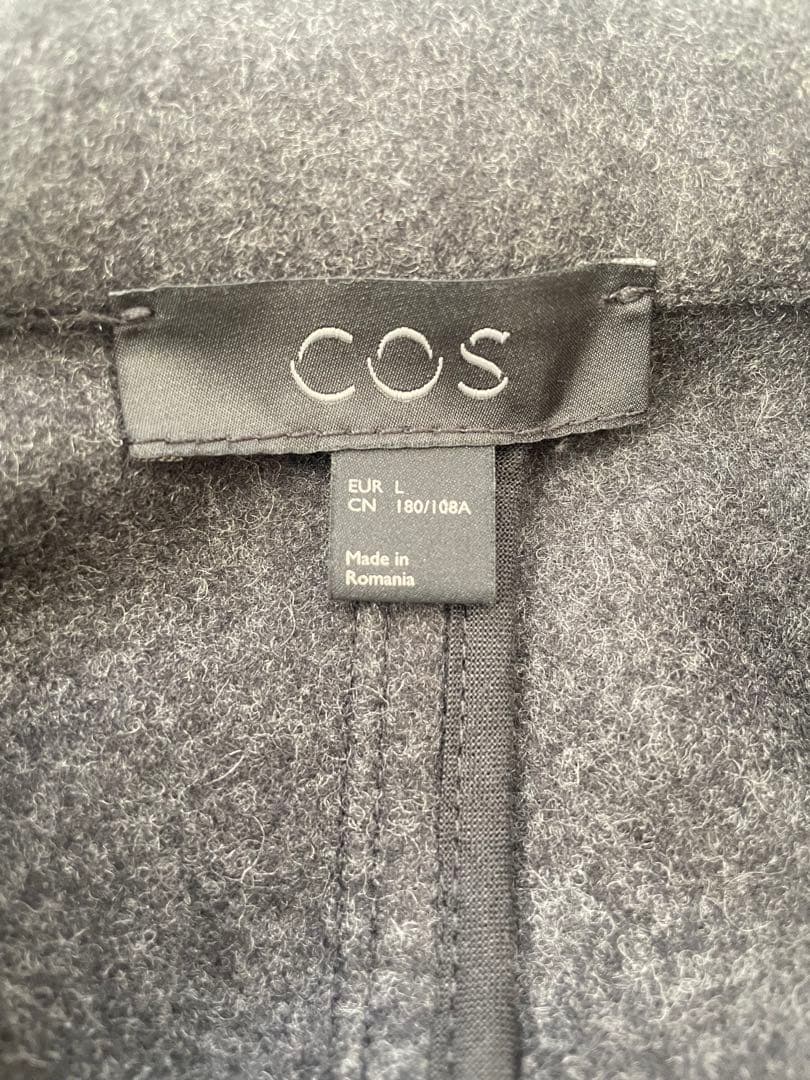 COS
EUR L
CN 180/108A
Made in
Romania